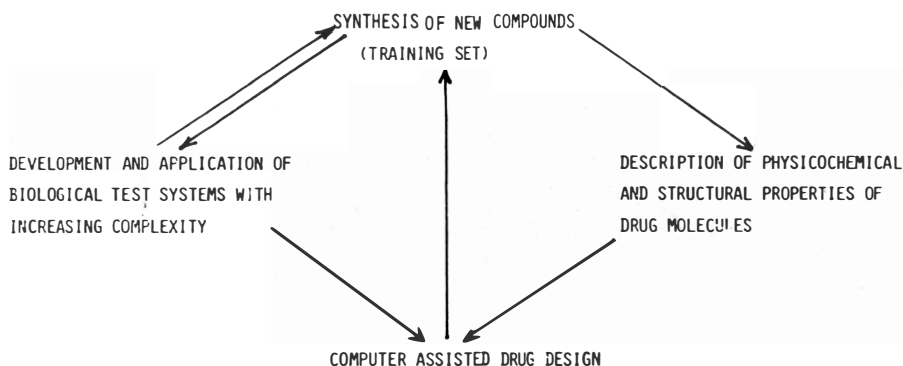 SYNTHESIS OF NEW COMPOUNDS
(TRAINING SET)
DEVELOPMENT AND APPLICATION OF
BIOLOGICAL TEST SYSTEMS WITH
INCREASING COMPLEXITY
DESCRIPTION OF PHYSICOCHEMICAL
AND STRUCTURAL PROPERTIES OF
DRUG MOLECULES
COMPUTER ASSISTED DRUG DESIGN